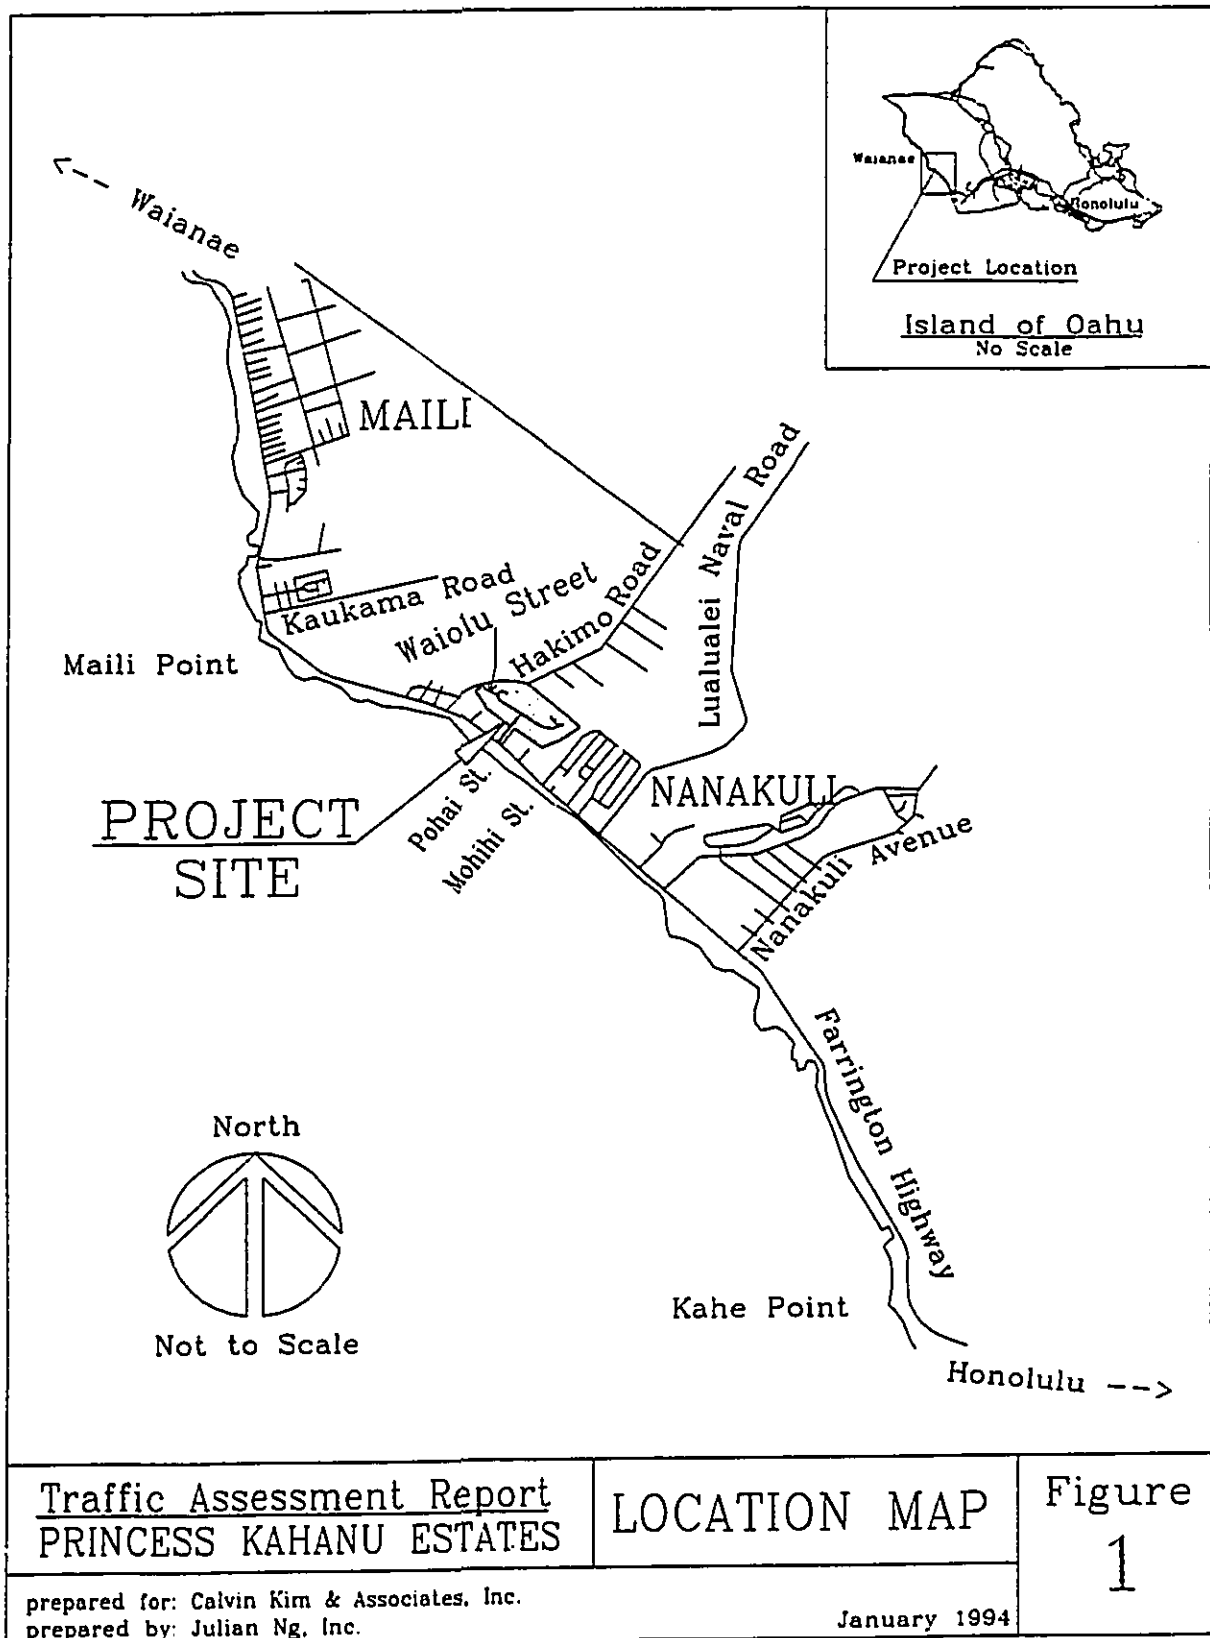 Waianae
Honolulu
Project Location
Island of Oahu
No Scale
<-- Waianae
MAILI
Kaukama Road
Waiolu Street
Hakimo Road
Lualualei Naval Road
Maili Point
PROJECT
SITE
Pohai St.
Mohihi St.
NANAKULI
Nanakuli Avenue
Farrington Highway
North
Not to Scale
Kahe Point
Honolulu -->
Traffic Assessment Report
PRINCESS KAHANU ESTATES
LOCATION MAP
Figure
1
prepared for: Calvin Kim & Associates, Inc.
prepared by: Julian Ng, Inc.
January 1994